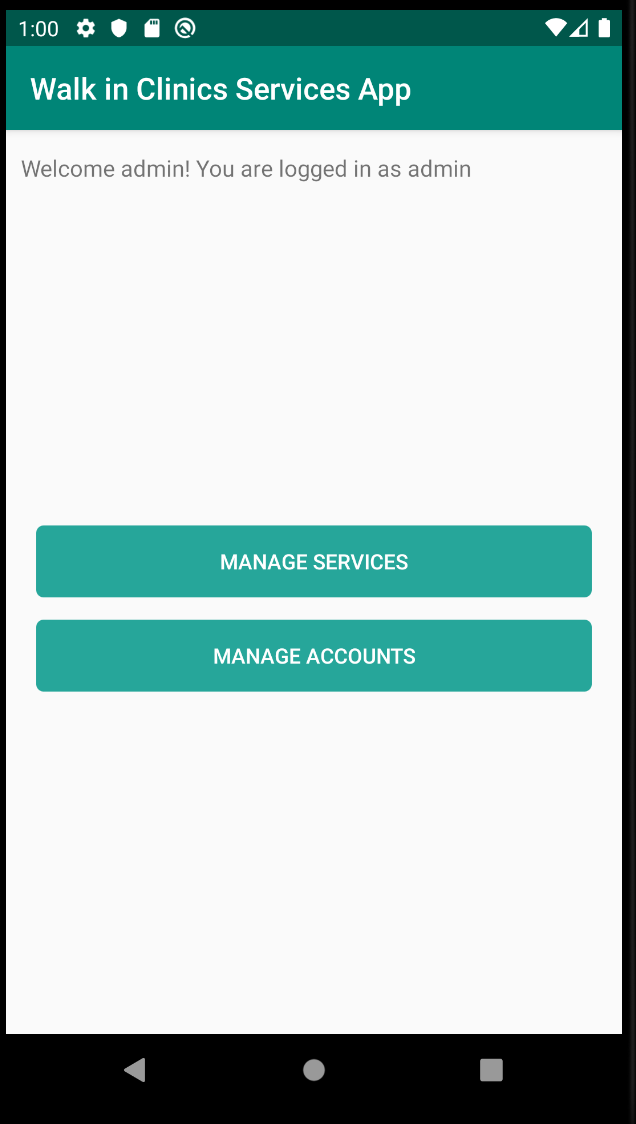 1:00
Walk in Clinics Services App
Welcome admin! You are logged in as admin
MANAGE SERVICES
MANAGE ACCOUNTS